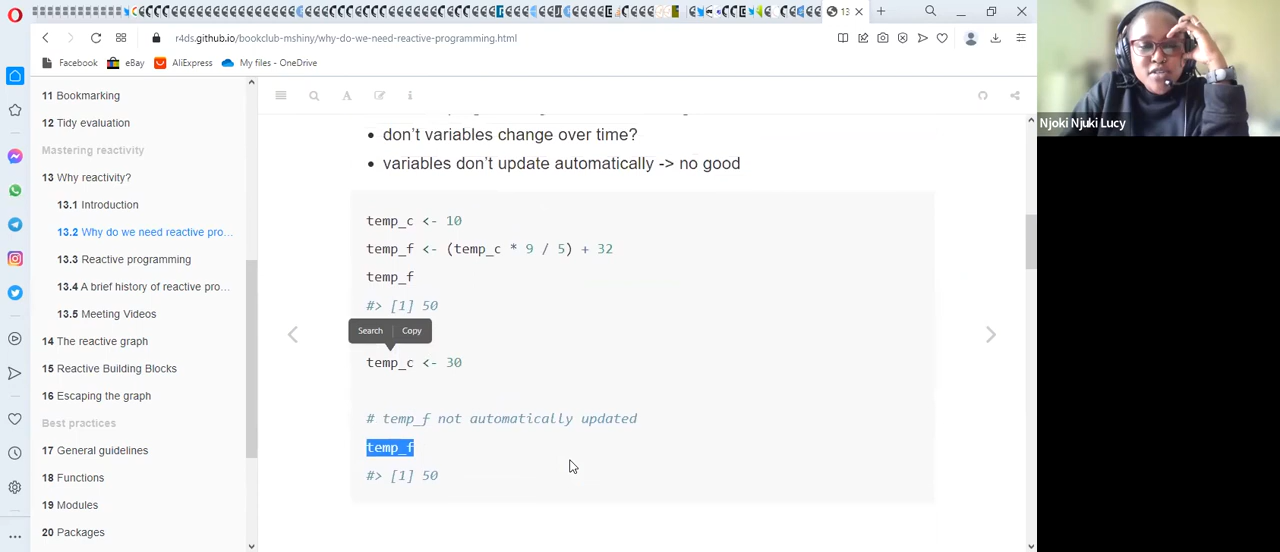 13
r4ds.github.io/bookclub-mshiny/why-do-we-need-reactive-programming.html
Facebook
eBay
AliExpress
My files - OneDrive
11 Bookmarking
12 Tidy evaluation
Mastering reactivity
13 Why reactivity?
13.1 Introduction
13.2 Why do we need reactive pro...
13.3 Reactive programming
13.4 A brief history of reactive pro...
13.5 Meeting Videos
14 The reactive graph
15 Reactive Building Blocks
16 Escaping the graph
Best practices
17 General guidelines
18 Functions
19 Modules
20 Packages
• don't variables change over time?
• variables don't update automatically -> no good
temp_c <- 10
temp_f <- (temp_c * 9 / 5) + 32
temp_f
#> [1] 50
Search
Copy
temp_c <- 30
# temp_f not automatically updated
temp_f
#> [1] 50
Njoki Njuki Lucy